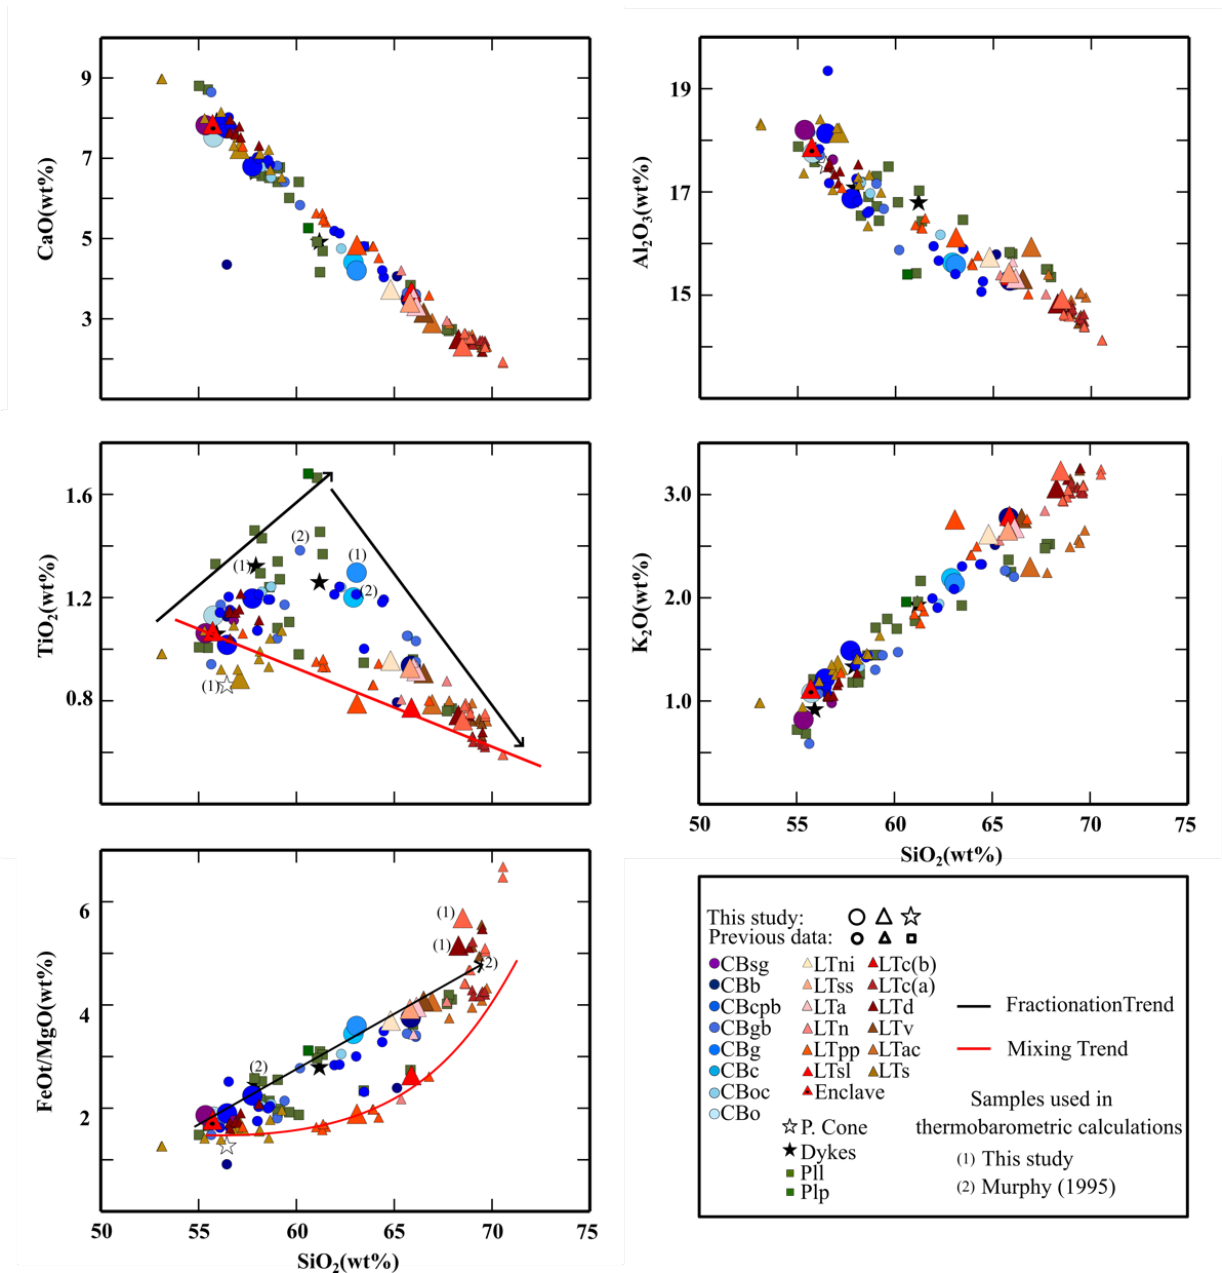 9
7
5
3
CaO(wt%)
19
17
15
Al2O3(wt%)
1.6
1.2
0.8
TiO2(wt%)
(2)
(1)
(1)
(2)
(1)
3.0
2.0
1.0
K2O(wt%)
50 55 60 65 70 75
SiO2(wt%)
6
5
4
3
2
FeOt/MgO(wt%)
(1)
(1)
(2)
(2)
50 55 60 65 70 75
SiO2(wt%)
This study:
Previous data:
CBsg LTni LTc(b)
CBb LTss LTc(a)
CBcpb LTa LTd
CBgb LTn LTv
CBg LTpp LTac
CBc LTsl LTs
CBoc Enclave
CBo
P. Cone
Dykes
Pll
Plp
FractionationTrend
Mixing Trend
Samples used in
thermobarometric calculations
(1) This study
(2) Murphy (1995)